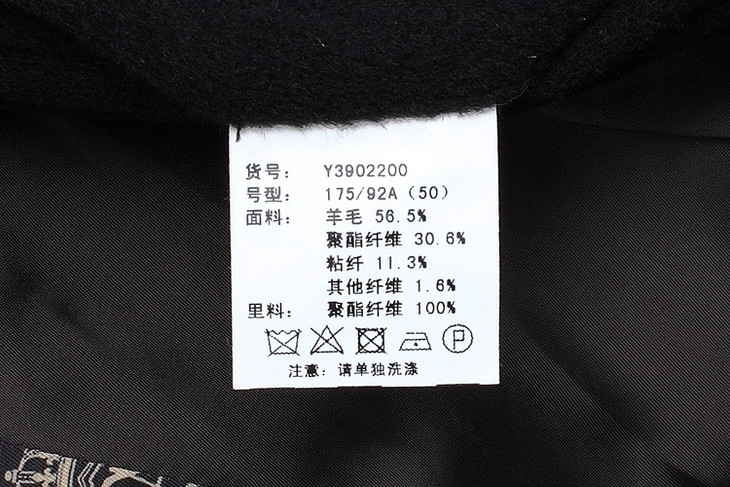 货号： Y3902200
号型： 175/92A（50）
面料： 羊毛 56.5%
聚酯纤维 30.6%
粘纤 11.3%
其他纤维 1.6%
里料： 聚酯纤维 100%
P
注意：请单独洗涤